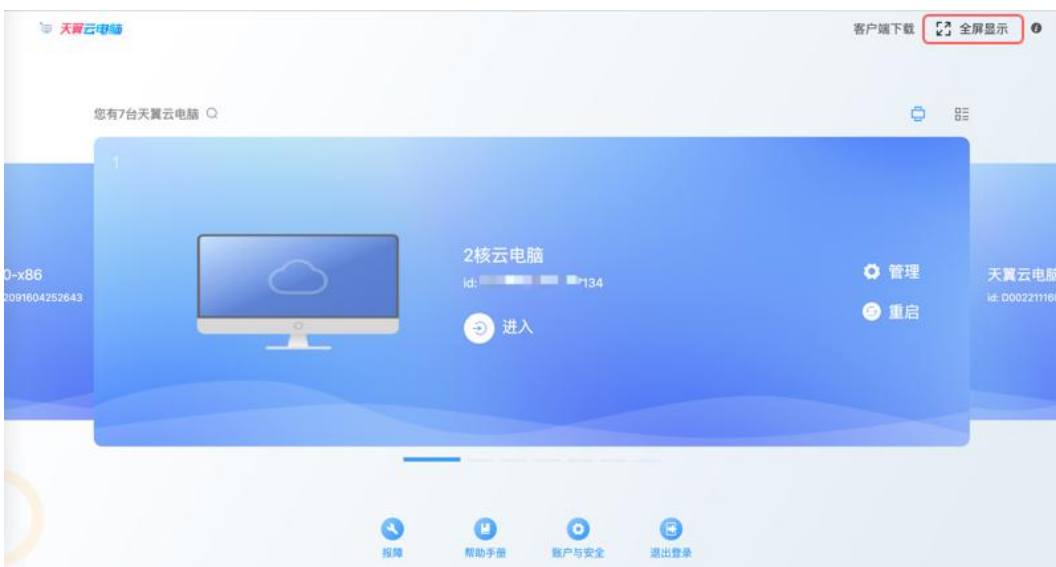 天翼云电脑
客户端下载 全屏显示
您有7台天翼云电脑
1
2核云电脑
id: 134
进入
管理
重启
0-x86
2091604252643
天翼云电脑
id: D00221116
报障 帮助手册 账户与安全 退出登录